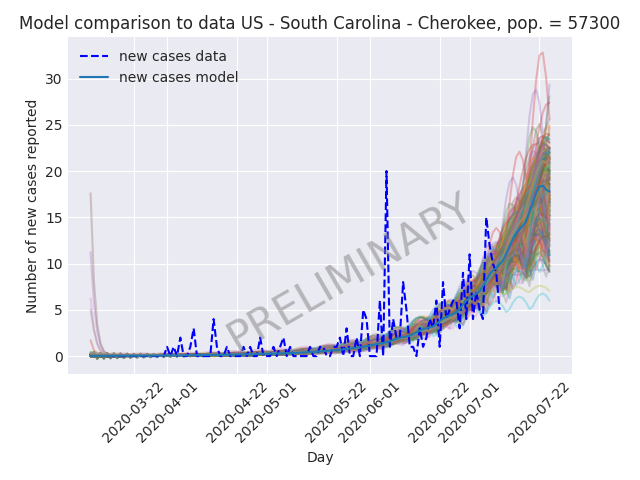 Model comparison to data US - South Carolina - Cherokee, pop. = 57300
new cases data
new cases model
Number of new cases reported
30
25
20
15
10
5
0
PRELIMINARY
2020-03-22
2020-04-01
2020-04-22
2020-05-01
2020-05-22
2020-06-01
2020-06-22
2020-07-01
2020-07-22
Day